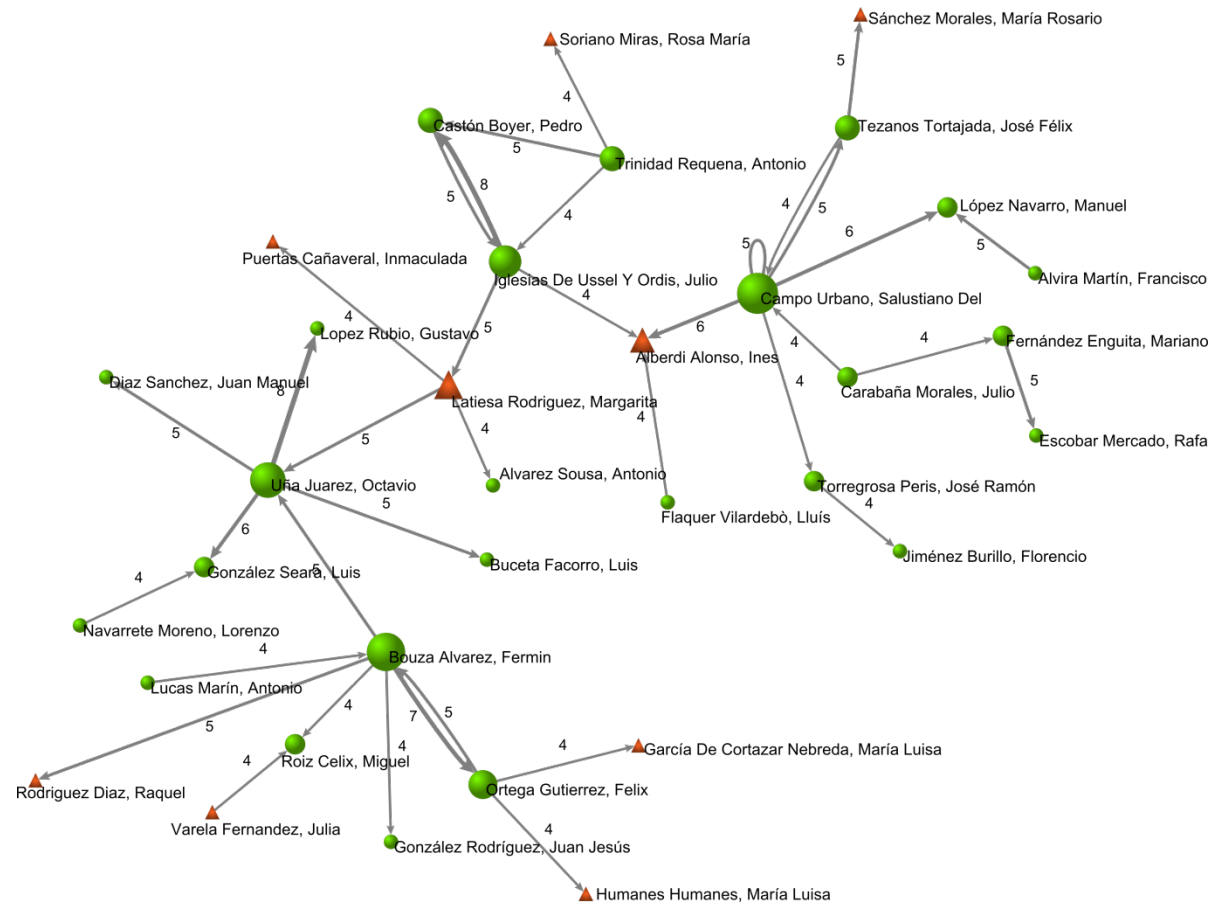 Sánchez Morales, María Rosario
Soriano Miras, Rosa María
5
4
Castón Boyer, Pedro
Tezanos Tortajada, José Félix
5
Trinidad Requena, Antonio
8
5
4
4
5
López Navarro, Manuel
6
5
5
Puertas Cañaveral, Inmaculada
Iglesias De Ussel Y Ordis, Julio
Alvira Martín, Francisco
4
Campo Urbano, Salustiano Del
4
5
6
Lopez Rubio, Gustavo
4
4
Fernández Enguita, Mariano
Alberdi Alonso, Ines
Diaz Sanchez, Juan Manuel
8
4
Carabaña Morales, Julio
5
Latiesa Rodriguez, Margarita
4
4
5
5
Escobar Mercado, Rafa
Alvarez Sousa, Antonio
Uña Juarez, Octavio
Torregrosa Peris, José Ramón
5
4
Flaquer Vilardebò, Lluís
6
Jiménez Burillo, Florencio
Buceta Facorro, Luis
González Seara, Luis
5
4
Navarrete Moreno, Lorenzo
4
Bouza Alvarez, Fermin
Lucas Marín, Antonio
4
7
5
5
4
García De Cortazar Nebreda, María Luisa
4
4
Roiz Celix, Miguel
Ortega Gutierrez, Felix
Rodriguez Diaz, Raquel
Varela Fernandez, Julia
4
González Rodríguez, Juan Jesús
Humanes Humanes, María Luisa